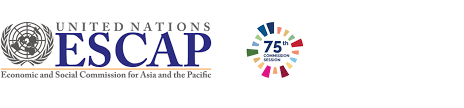 UNITED NATIONS
ESCAP
Economic and Social Commission for Asia and the Pacific
75th
COMMISSION
SESSION